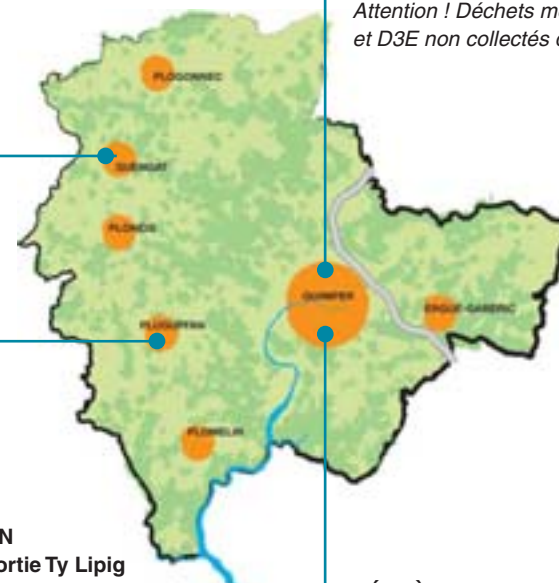 Attention ! Déchets m
et D3E non collectés
PLOGONNEC
GUENGAT
PLONEIS
QUIMPER
ERGUE-GABERIC
PLUGUFFAN
PLOMELIN
N
ortie Ty Lipig